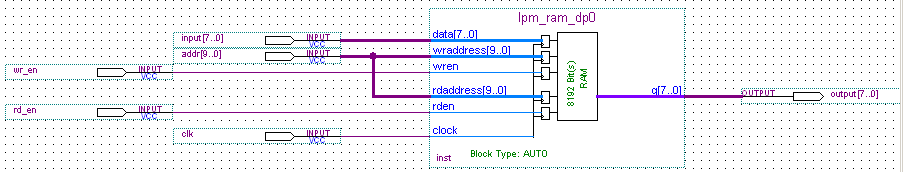 lpm_ram_dp0
input[7..0] INPUT VCC data[7..0]
addr[9..0] INPUT VCC wraddress[9..0]
wr_en INPUT VCC wren
8192 Bit(s) RAM
rdaddress[9..0] q[7..0] OUTPUT output[7..0]
rd_en INPUT VCC rden
clk INPUT VCC clock
inst Block Type: AUTO